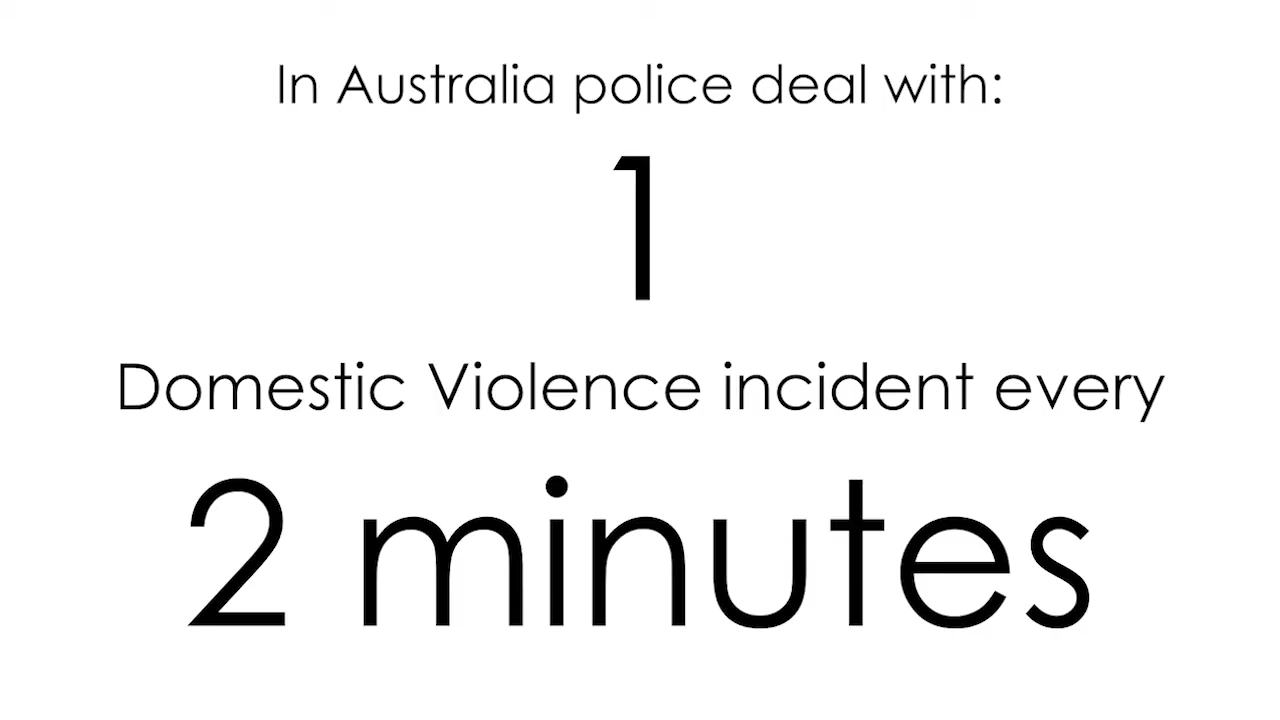 In Australia police deal with:
1
Domestic Violence incident every
2 minutes